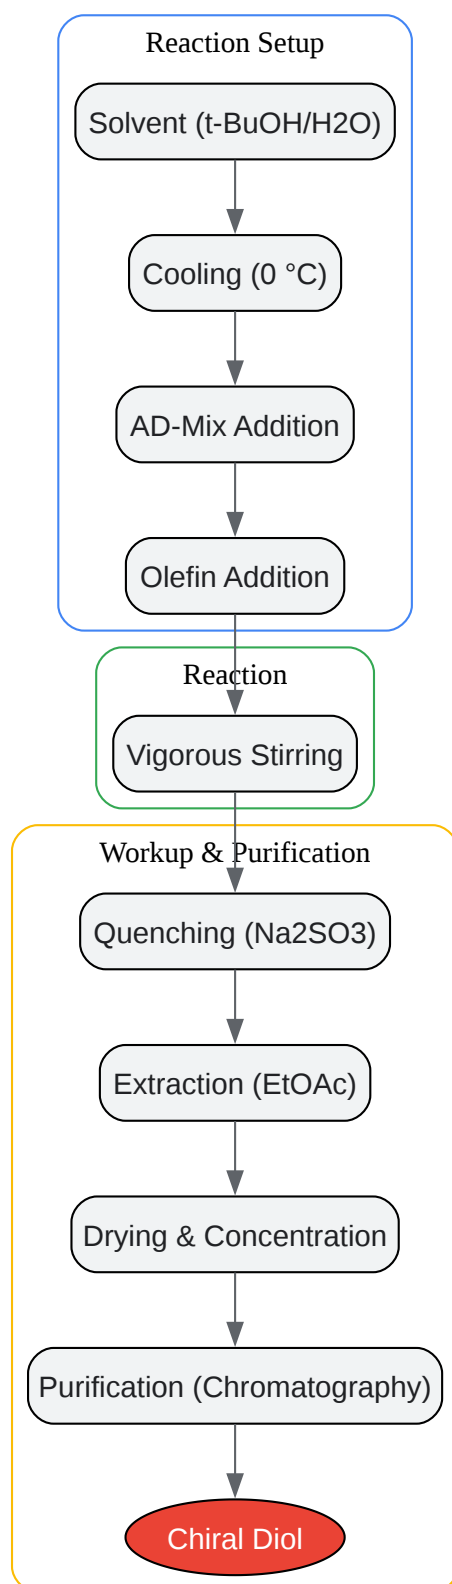 Reaction Setup
Solvent (t-BuOH/H2O)
Cooling (0 °C)
AD-Mix Addition
Olefin Addition
Reaction
Vigorous Stirring
Workup & Purification
Quenching (Na2SO3)
Extraction (EtOAc)
Drying & Concentration
Purification (Chromatography)
Chiral Diol